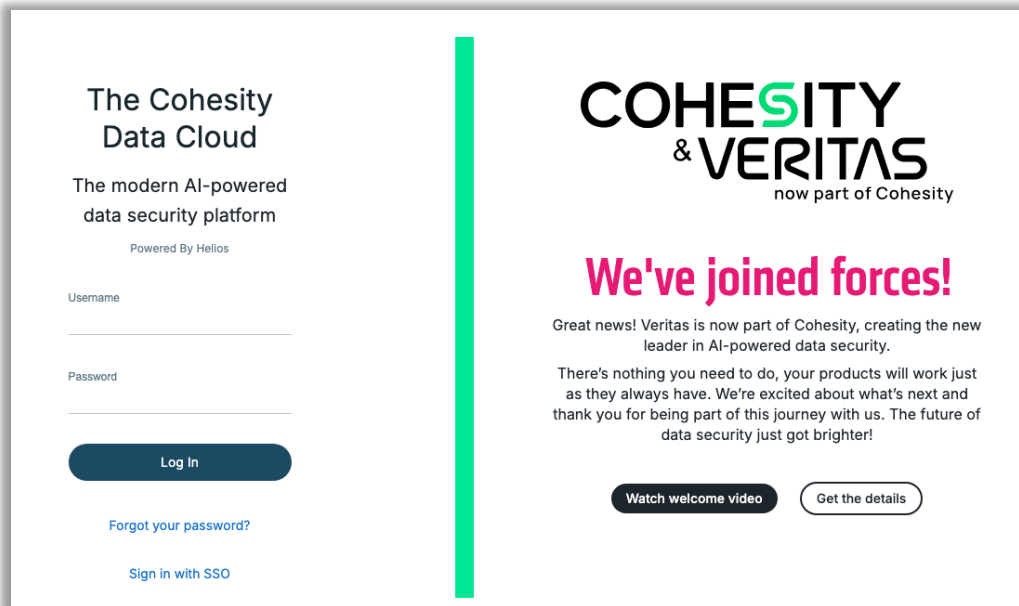 The Cohesity
Data Cloud
The modern AI-powered
data security platform
Powered By Helios
Username
Password
Log In
Forgot your password?
Sign in with SSO
COHESITY
& VERITAS
now part of Cohesity
We've joined forces!
Great news! Veritas is now part of Cohesity, creating the new
leader in AI-powered data security.
There’s nothing you need to do, your products will work just
as they always have. We’re excited about what’s next and
thank you for being part of this journey with us. The future of
data security just got brighter!
Watch welcome video
Get the details